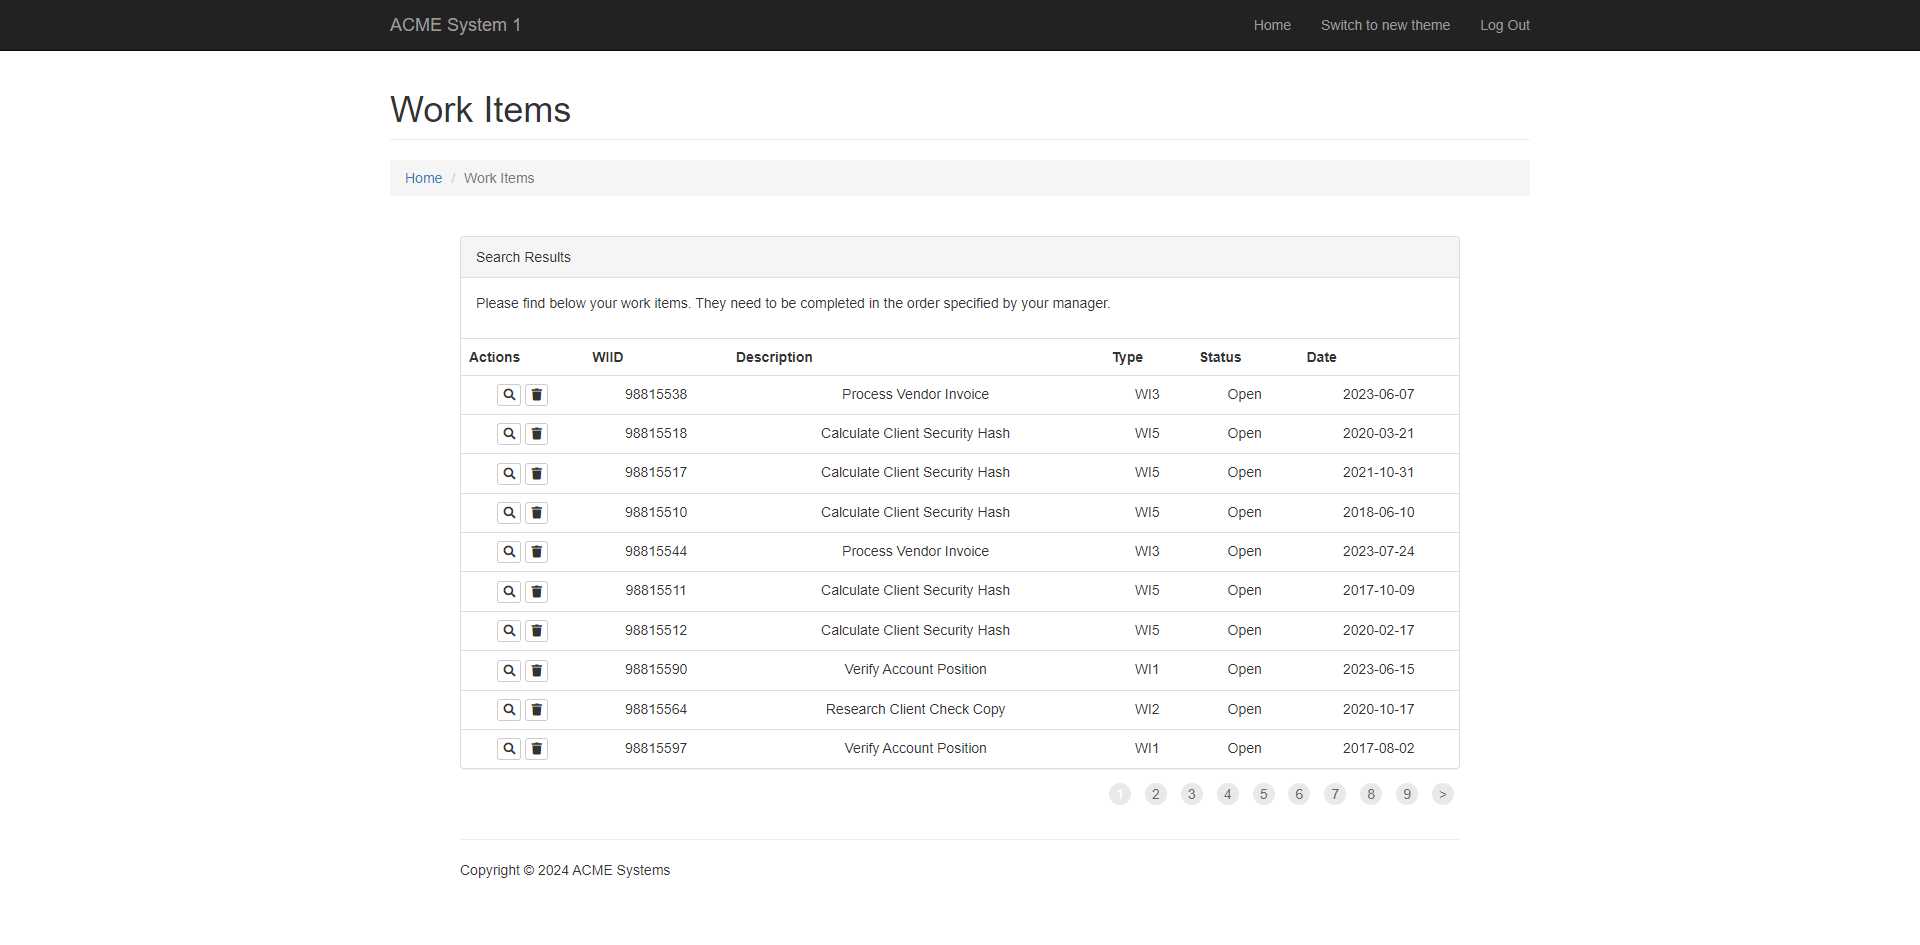 ACME System 1 Home Switch to new theme Log Out
Work Items
Home / Work Items
Search Results
Please find below your work items. They need to be completed in the order specified by your manager.
Actions WIID Description Type Status Date
98815538 Process Vendor Invoice WI3 Open 2023-06-07
98815518 Calculate Client Security Hash WI5 Open 2020-03-21
98815517 Calculate Client Security Hash WI5 Open 2021-10-31
98815510 Calculate Client Security Hash WI5 Open 2018-06-10
98815544 Process Vendor Invoice WI3 Open 2023-07-24
98815511 Calculate Client Security Hash WI5 Open 2017-10-09
98815512 Calculate Client Security Hash WI5 Open 2020-02-17
98815590 Verify Account Position WI1 Open 2023-06-15
98815564 Research Client Check Copy WI2 Open 2020-10-17
98815597 Verify Account Position WI1 Open 2017-08-02
1 2 3 4 5 6 7 8 9 >
Copyright © 2024 ACME Systems